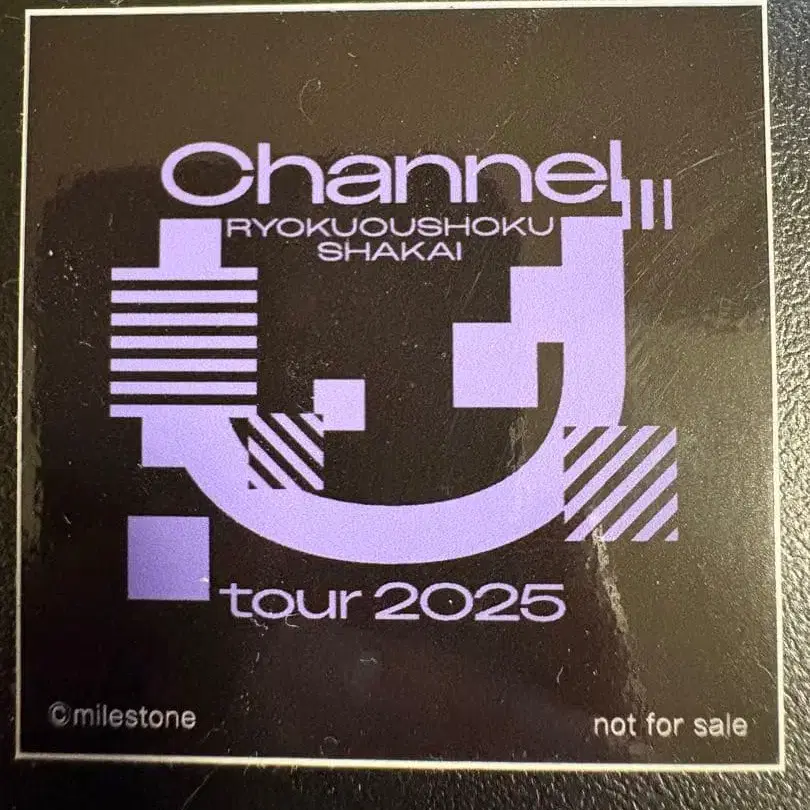 Channel
RYOKUOUSHOKU
SHAKAI
tour 2025
©milestone
not for sale